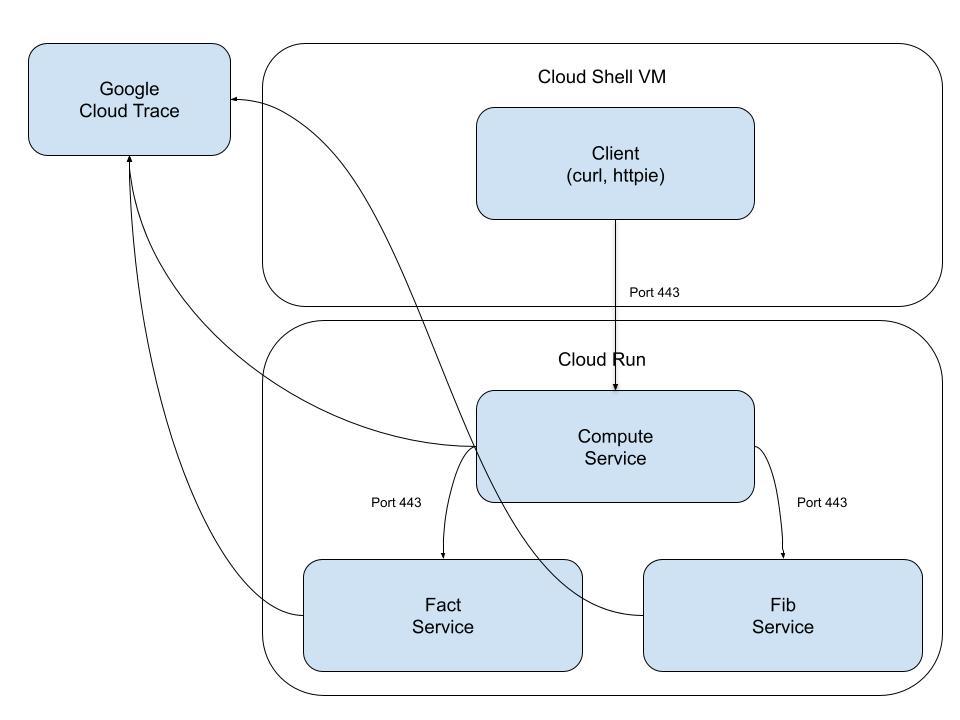 Google
Cloud Trace
Cloud Shell VM
Client
(curl, httpie)
Port 443
Cloud Run
Compute
Service
Port 443
Port 443
Fact
Service
Fib
Service